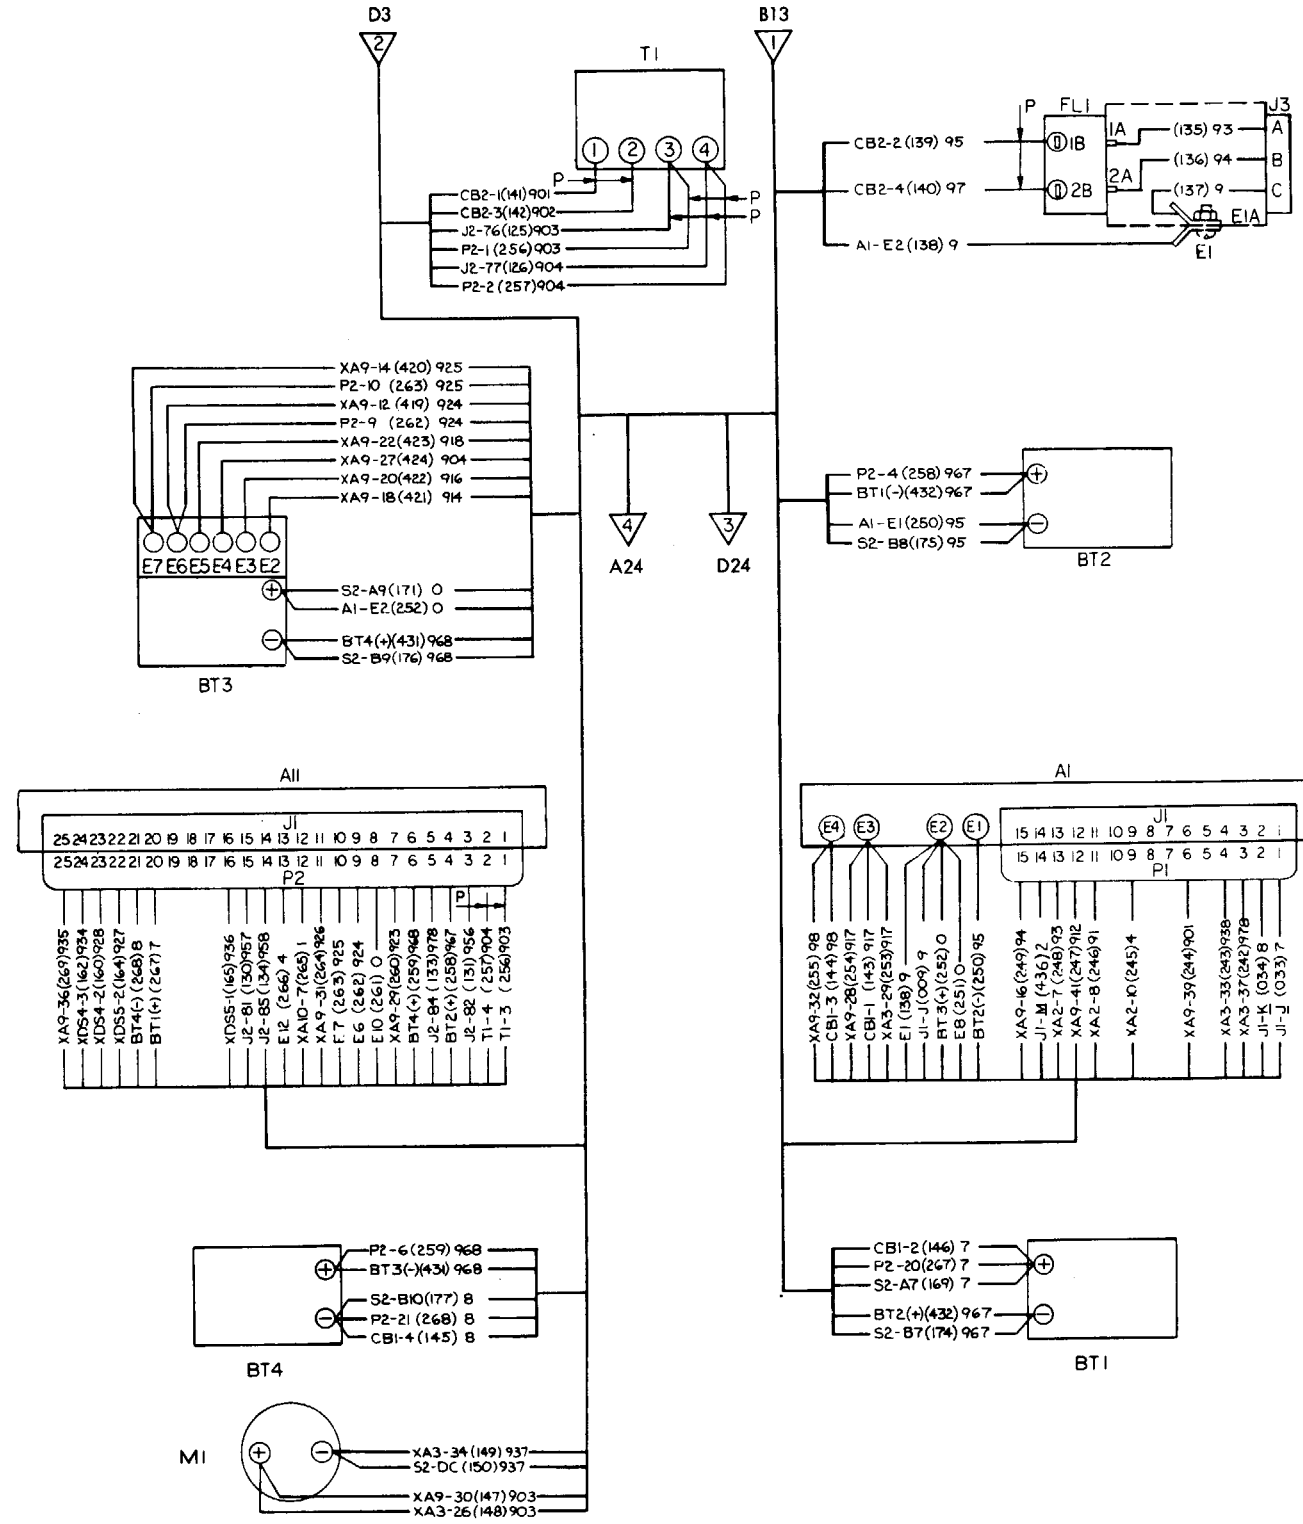 D3
2
B13
1
T1
1 2 3 4
P
CB2-1(141)901
CB2-3(142)902
P
J2-76(125)903
P
P2-1(256)903
J2-77(126)904
P2-2(257)904
FL1
J3
P
CB2-2(139) 95
1B
1A
(135) 93
A
(136) 94
B
CB2-4(140) 97
2B
2A
(137) 9
C
E1A
A1-E2(138) 9
E1
XA9-14(420)925
P2-10 (263) 925
XA9-12(419) 924
P2-9 (262) 924
XA9-22(423)918
XA9-27(424) 904
XA9-20(422) 916
XA9-18(421) 914
E7 E6 E5 E4 E3 E2
+
S2-A9(171) 0
A1-E2(252)0
-
BT4(+)(431)968
S2-B9(176)968
BT3
4
A24
3
D24
P2-4(258)967
+
BT1(-)(432)967
A1-E1(250)95
-
S2-B8(175)95
BT2
A11
J1
25 24 23 22 21 20 19 18 17 16 15 14 13 12 11 10 9 8 7 6 5 4 3 2 1
25 24 23 22 21 20 19 18 17 16 15 14 13 12 11 10 9 8 7 6 5 4 3 2 1
P2
P
XA9-36(269)935
XDS4-3(162)934
XDS4-2(160)928
XDS5-2(164)927
BT4(-)(268)8
BT1(+)(267)7
XDS5-1(165)936
J2-81(130)957
J2-85(134)958
E12 (266) 4
XA10-7(265)1
XA9-31(264)926
E7 (263)925
E6 (262)924
E10 (261) 0
XA9-29(260)923
BT4(+)(259)968
J2-84 (133)978
BT2(+)(258)967
J2-82 (131)956
T1-4 (257)904
T1-3 (256)903
A1
E4 E3 E2 E1
J1
15 14 13 12 11 10 9 8 7 6 5 4 3 2 1
15 14 13 12 11 10 9 8 7 6 5 4 3 2 1
P1
XA9-32(255)98
CB1-3 (144)98
XA9-28(254)917
CB1-1 (143)917
XA3-29(253)917
E1(138)9
J1-J(009)9
BT3(+)(252)0
E8(251)0
BT2(-)(250)95
XA9-16(249)94
J1-M(436)2
XA2-7 (248)93
XA9-41(247)912
XA2-8(246)91
XA2-10(245)4
XA9-39(244)901
XA3-33(243)938
XA3-37(242)978
J1-K (034) 8
J1-J (033) 7
P2-6(259)968
+
BT3(-)(431)968
S2-B10(177) 8
-
P2-21(268) 8
CB1-4(145) 8
BT4
CB1-2(146) 7
P2-20(267) 7
+
S2-A7(169) 7
BT2(+)(432)967
-
S2-B7(174)967
BT1
M1
+ -
XA3-34(149)937
S2-DC(150)937
XA9-30(147)903
XA3-26(148)903